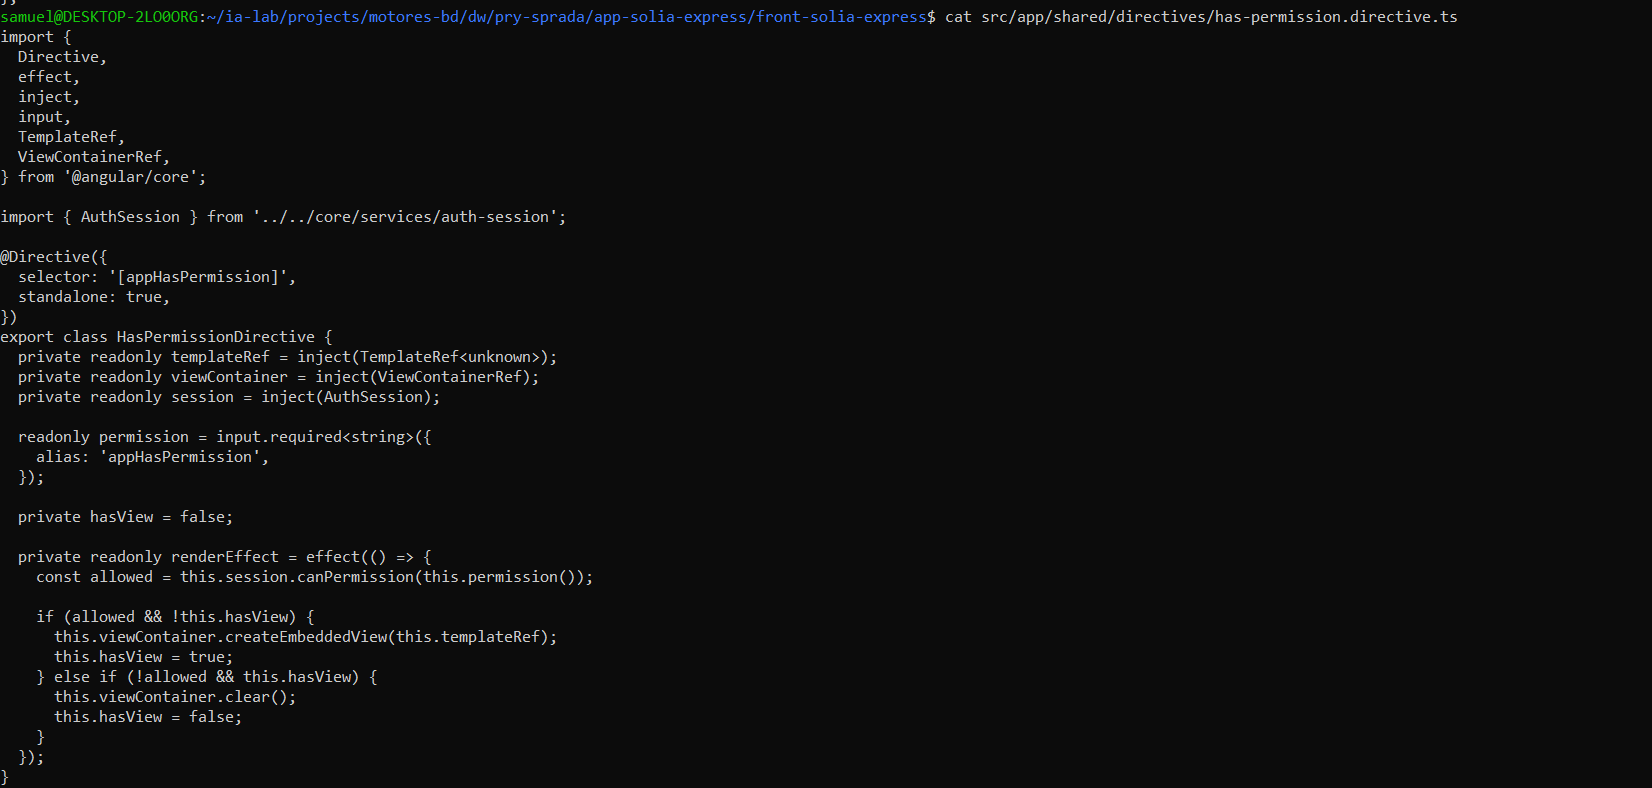 };
samuel@DESKTOP-2LO0ORG:~/ia-lab/projects/motores-bd/dw/pry-sprada/app-solia-express/front-solia-express$ cat src/app/shared/directives/has-permission.directive.ts
import {
  Directive,
  effect,
  inject,
  input,
  TemplateRef,
  ViewContainerRef,
} from '@angular/core';

import { AuthSession } from '../../core/services/auth-session';

@Directive({
  selector: '[appHasPermission]',
  standalone: true,
})
export class HasPermissionDirective {
  private readonly templateRef = inject(TemplateRef<unknown>);
  private readonly viewContainer = inject(ViewContainerRef);
  private readonly session = inject(AuthSession);

  readonly permission = input.required<string>({
    alias: 'appHasPermission',
  });

  private hasView = false;

  private readonly renderEffect = effect(() => {
    const allowed = this.session.canPermission(this.permission());

    if (allowed && !this.hasView) {
      this.viewContainer.createEmbeddedView(this.templateRef);
      this.hasView = true;
    } else if (!allowed && this.hasView) {
      this.viewContainer.clear();
      this.hasView = false;
    }
  });
}